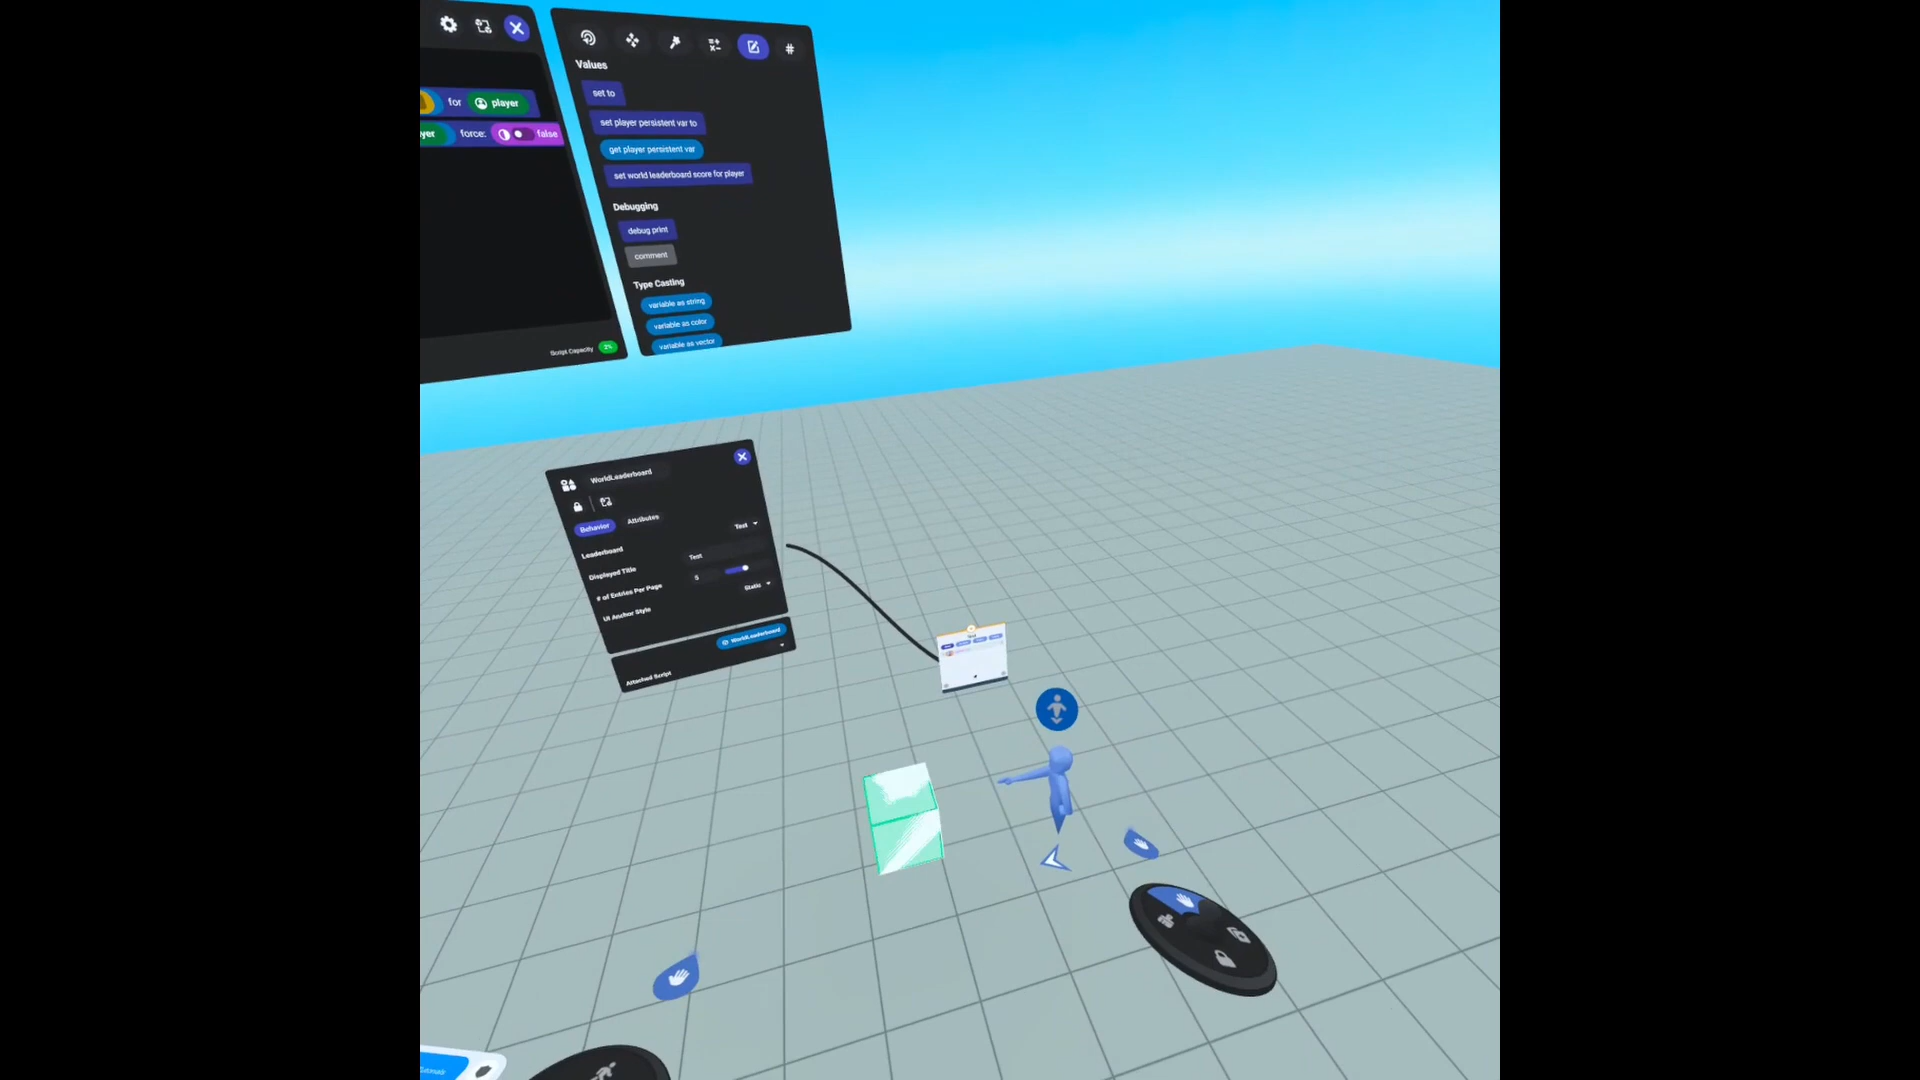 for player
yer force: false
Script Capacity 2%
Values
set to
set player persistent var to
get player persistent var
set world leaderboard score for player
Debugging
debug print
comment
Type Casting
variable as string
variable as color
variable as vector
WorldLeaderboard
Behavior Attributes
Leaderboard Test
Displayed Title Test
# of Entries Per Page 5
UI Anchor Style Static
WorldLeaderboard
Attached Script